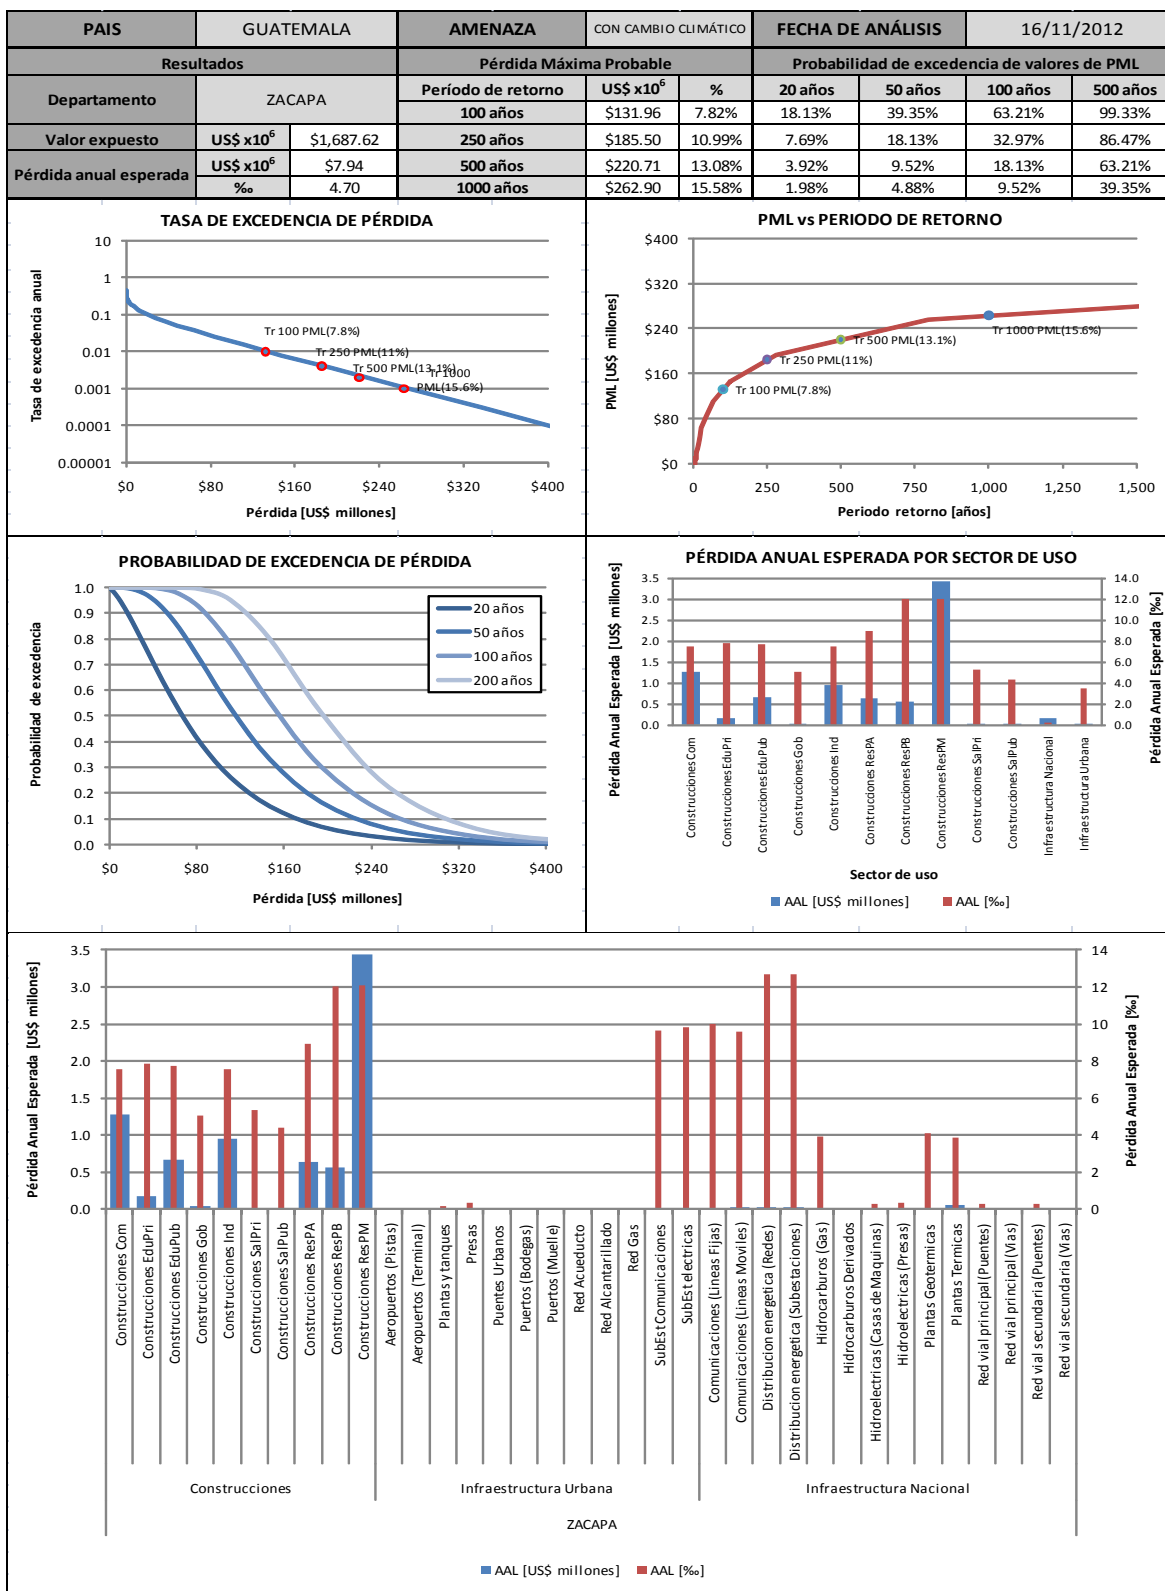 PAIS GUATEMALA AMENAZA CON CAMBIO CLIMÁTICO FECHA DE ANÁLISIS 16/11/2012
Resultados Pérdida Máxima Probable Probabilidad de excedencia de valores de PML
Departamento ZACAPA Período de retorno US$ x10⁶ % 20 años 50 años 100 años 500 años
100 años $131.96 7.82% 18.13% 39.35% 63.21% 99.33%
Valor expuesto US$ x10⁶ $1,687.62 250 años $185.50 10.99% 7.69% 18.13% 32.97% 86.47%
Pérdida anual esperada US$ x10⁶ $7.94 500 años $220.71 13.08% 3.92% 9.52% 18.13% 63.21%
‰ 4.70 1000 años $262.90 15.58% 1.98% 4.88% 9.52% 39.35%
TASA DE EXCEDENCIA DE PÉRDIDA
Tasa de excedencia anual
10
1
0.1
0.01
0.001
0.0001
0.00001
Tr 100 PML(7.8%)
Tr 250 PML(11%)
Tr 500 PML(13.1%)
Tr 1000
PML(15.6%)
$0 $80 $160 $240 $320 $400
Pérdida [US$ millones]
PML vs PERIODO DE RETORNO
PML [US$ millones]
$400
$320
$240
$160
$80
$0
Tr 100 PML(7.8%)
Tr 250 PML(11%)
Tr 500 PML(13.1%)
Tr 1000 PML(15.6%)
0 250 500 750 1,000 1,250 1,500
Periodo retorno [años]
PROBABILIDAD DE EXCEDENCIA DE PÉRDIDA
Probabilidad de excedencia
1.0
0.9
0.8
0.7
0.6
0.5
0.4
0.3
0.2
0.1
0.0
20 años
50 años
100 años
200 años
$0 $80 $160 $240 $320 $400
Pérdida [US$ millones]
PÉRDIDA ANUAL ESPERADA POR SECTOR DE USO
Pérdida Anual Esperada [US$ millones]
3.5
3.0
2.5
2.0
1.5
1.0
0.5
0.0
14.0
12.0
10.0
8.0
6.0
4.0
2.0
0.0
Pérdida Anual Esperada [‰]
Construcciones Com
Construcciones EduPri
Construcciones EduPub
Construcciones Gob
Construcciones Ind
Construcciones ResPA
Construcciones ResPB
Construcciones ResPM
Construcciones SalPri
Construcciones SalPub
Infraestructura Nacional
Infraestructura Urbana
Sector de uso
AAL [US$ millones] AAL [‰]
Pérdida Anual Esperada [US$ millones]
3.5
3.0
2.5
2.0
1.5
1.0
0.5
0.0
14
12
10
8
6
4
2
0
Pérdida Anual Esperada [‰]
Construcciones Com
Construcciones EduPri
Construcciones EduPub
Construcciones Gob
Construcciones Ind
Construcciones SalPri
Construcciones SalPub
Construcciones ResPA
Construcciones ResPB
Construcciones ResPM
Aeropuertos (Pistas)
Aeropuertos (Terminal)
Plantas y tanques
Presas
Puentes Urbanos
Puertos (Bodegas)
Puertos (Muelle)
Red Acueducto
Red Alcantarillado
Red Gas
SubEst Comunicaciones
SubEst electricas
Comunicaciones (Lineas Fijas)
Comunicaciones (Lineas Moviles)
Distribucion energetica (Redes)
Distribucion energetica (Subestaciones)
Hidrocarburos (Gas)
Hidrocarburos Derivados
Hidroelectricas (Casas de Maquinas)
Hidroelectricas (Presas)
Plantas Geotermicas
Plantas Termicas
Red vial principal (Puentes)
Red vial principal (Vias)
Red vial secundaria (Puentes)
Red vial secundaria (Vias)
Construcciones Infraestructura Urbana Infraestructura Nacional
ZACAPA
AAL [US$ millones] AAL [‰]